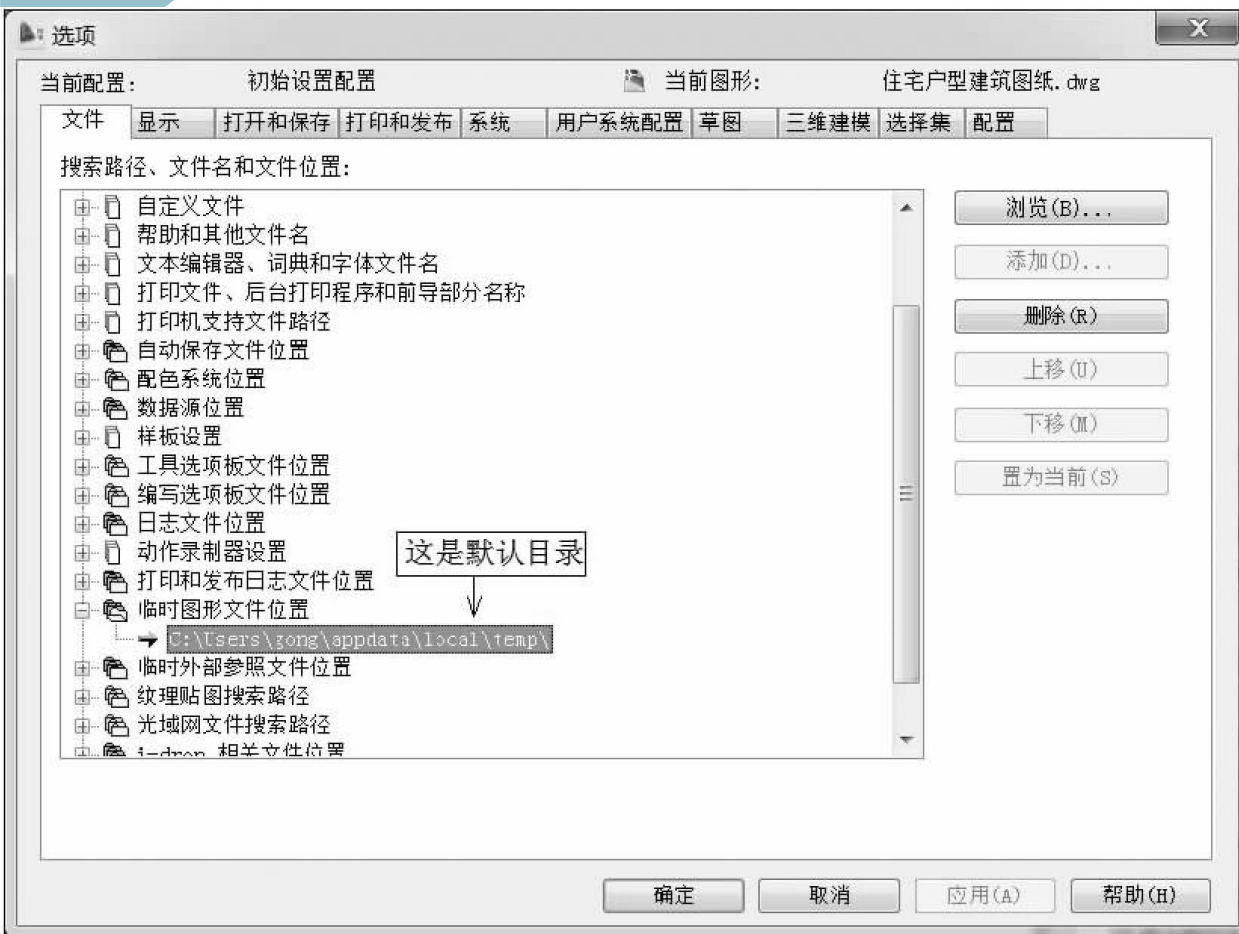 选项
当前配置: 初始设置配置 当前图形: 住宅户型建筑图纸.dwg
文件 显示 打开和保存 打印和发布 系统 用户系统配置 草图 三维建模 选择集 配置
搜索路径、文件名和文件位置:
自定义文件
帮助和其他文件名
文本编辑器、词典和字体文件名
打印文件、后台打印程序和前导部分名称
打印机支持文件路径
自动保存文件位置
配色系统位置
数据源位置
样板设置
工具选项板文件位置
编写选项板文件位置
日志文件位置
动作录制器设置
打印和发布日志文件位置
临时图形文件位置
C:\Users\gong\appdata\local\temp\
临时外部参照文件位置
纹理贴图搜索路径
光域网文件搜索路径
i-drop 相关文件位置
这是默认目录
浏览(B)...
添加(D)...
删除(R)
上移(U)
下移(M)
置为当前(S)
确定 取消 应用(A) 帮助(H)